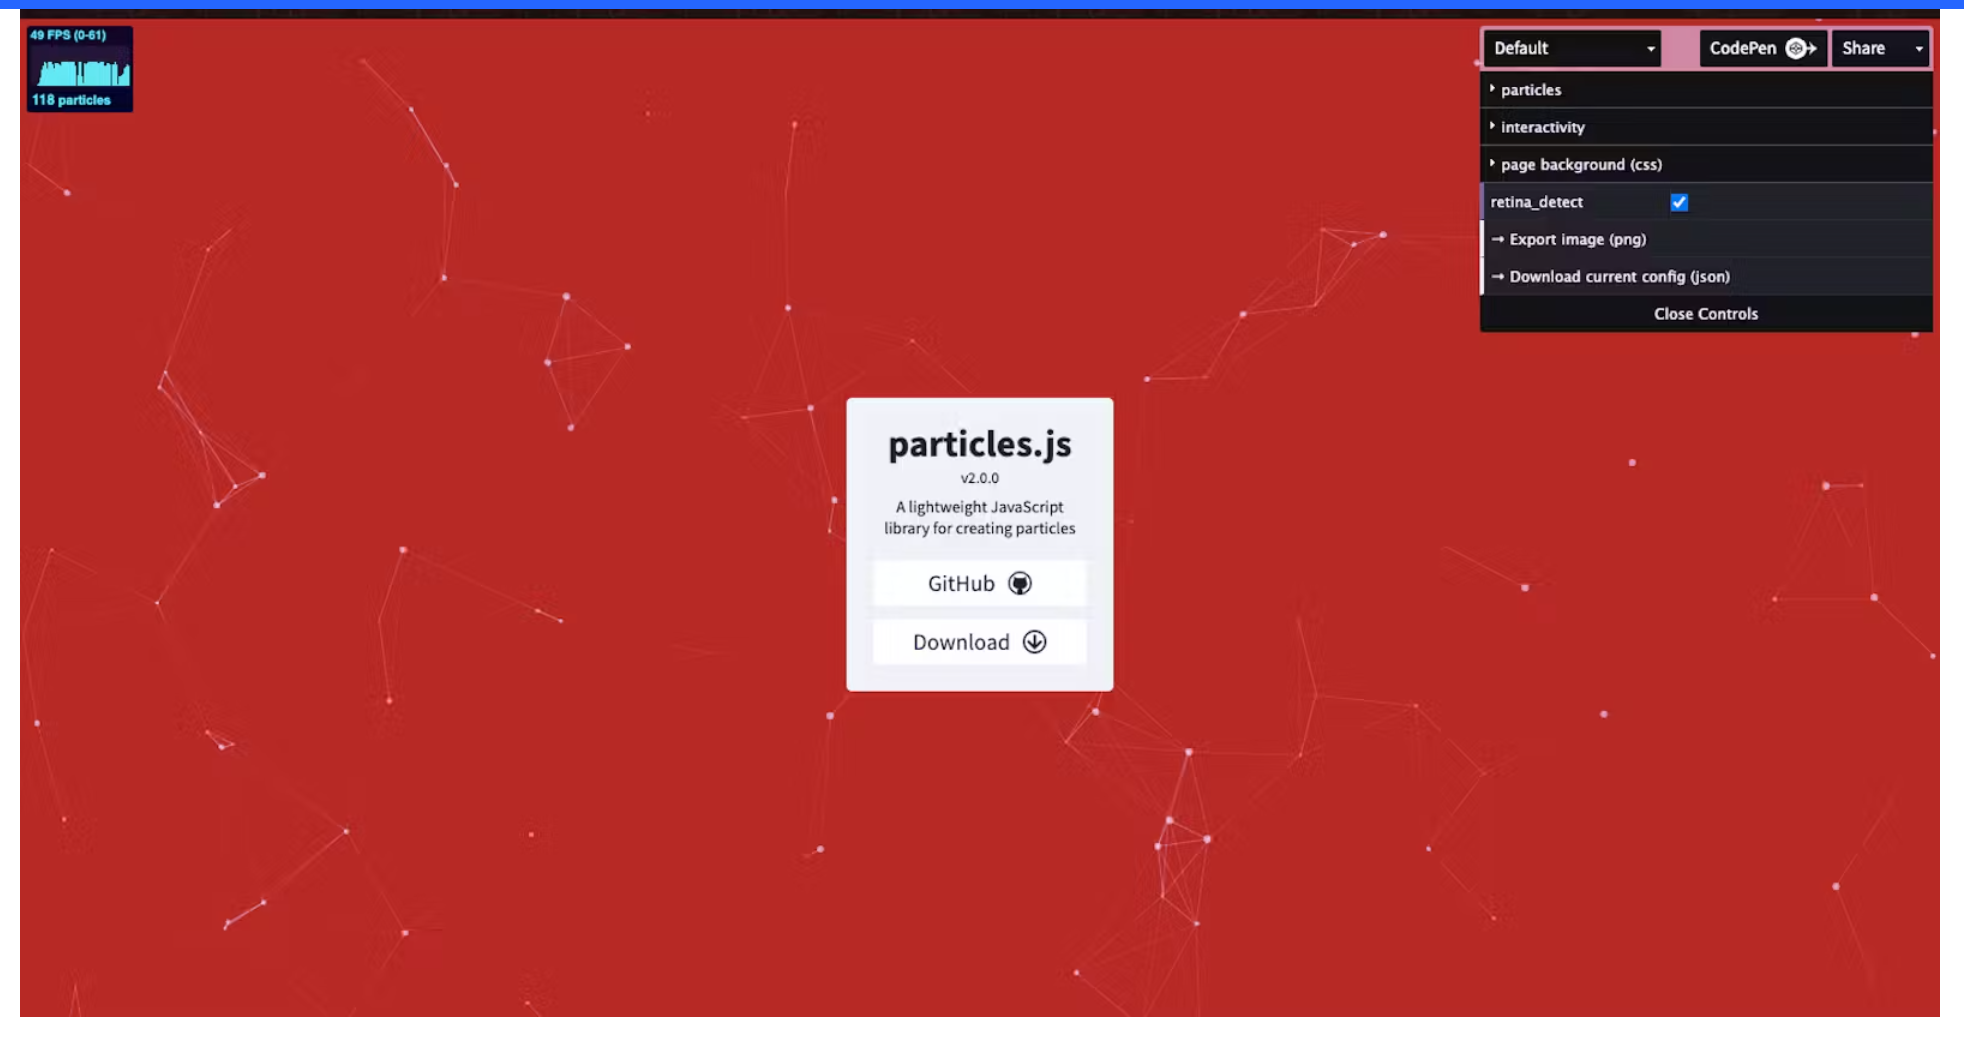 49 FPS (0-61)
118 particles
Default
CodePen
Share
particles
interactivity
page background (css)
retina_detect
→ Export image (png)
→ Download current config (json)
Close Controls
particles.js
v2.0.0
A lightweight JavaScript
library for creating particles
GitHub
Download